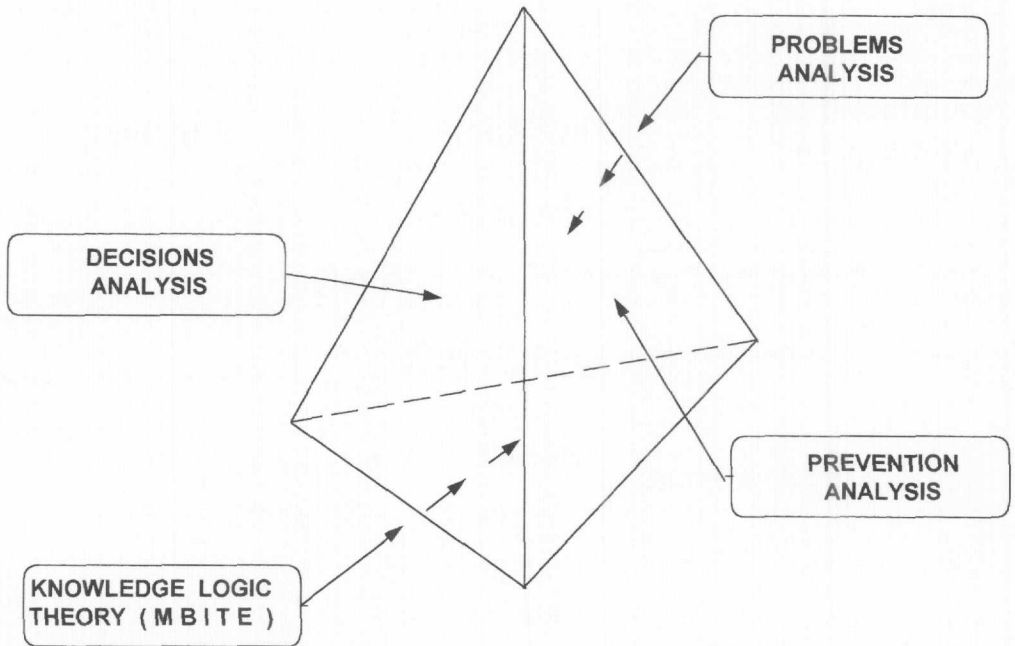 PROBLEMS
ANALYSIS
DECISIONS
ANALYSIS
PREVENTION
ANALYSIS
KNOWLEDGE LOGIC
THEORY ( M B I T E )